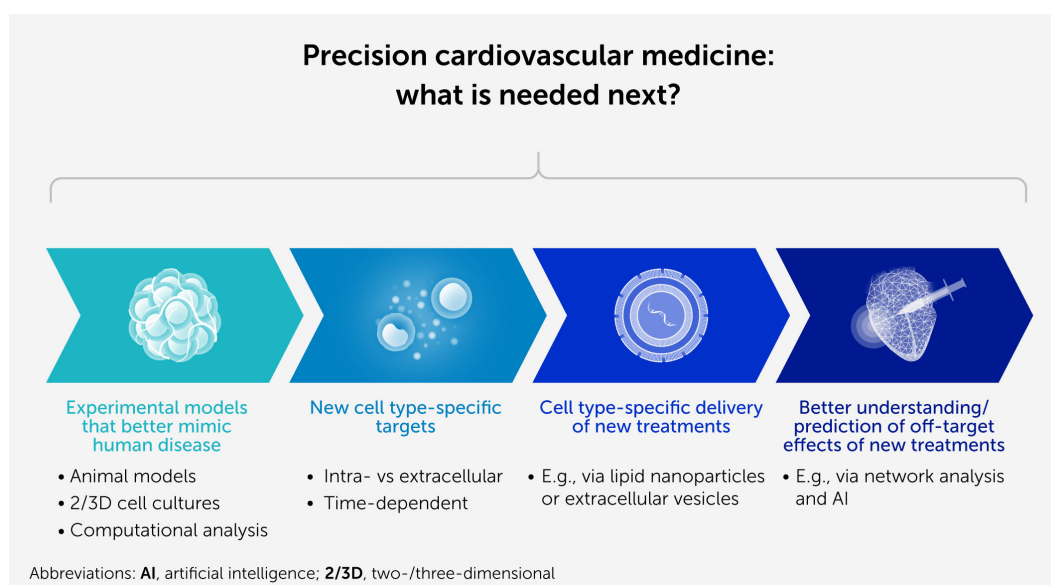 Precision cardiovascular medicine:
what is needed next?
Experimental models
that better mimic
human disease
• Animal models
• 2/3D cell cultures
• Computational analysis
New cell type-specific
targets
• Intra- vs extracellular
• Time-dependent
Cell type-specific delivery
of new treatments
• E.g., via lipid nanoparticles
or extracellular vesicles
Better understanding/
prediction of off-target
effects of new treatments
• E.g., via network analysis
and AI
Abbreviations: AI, artificial intelligence; 2/3D, two-/three-dimensional